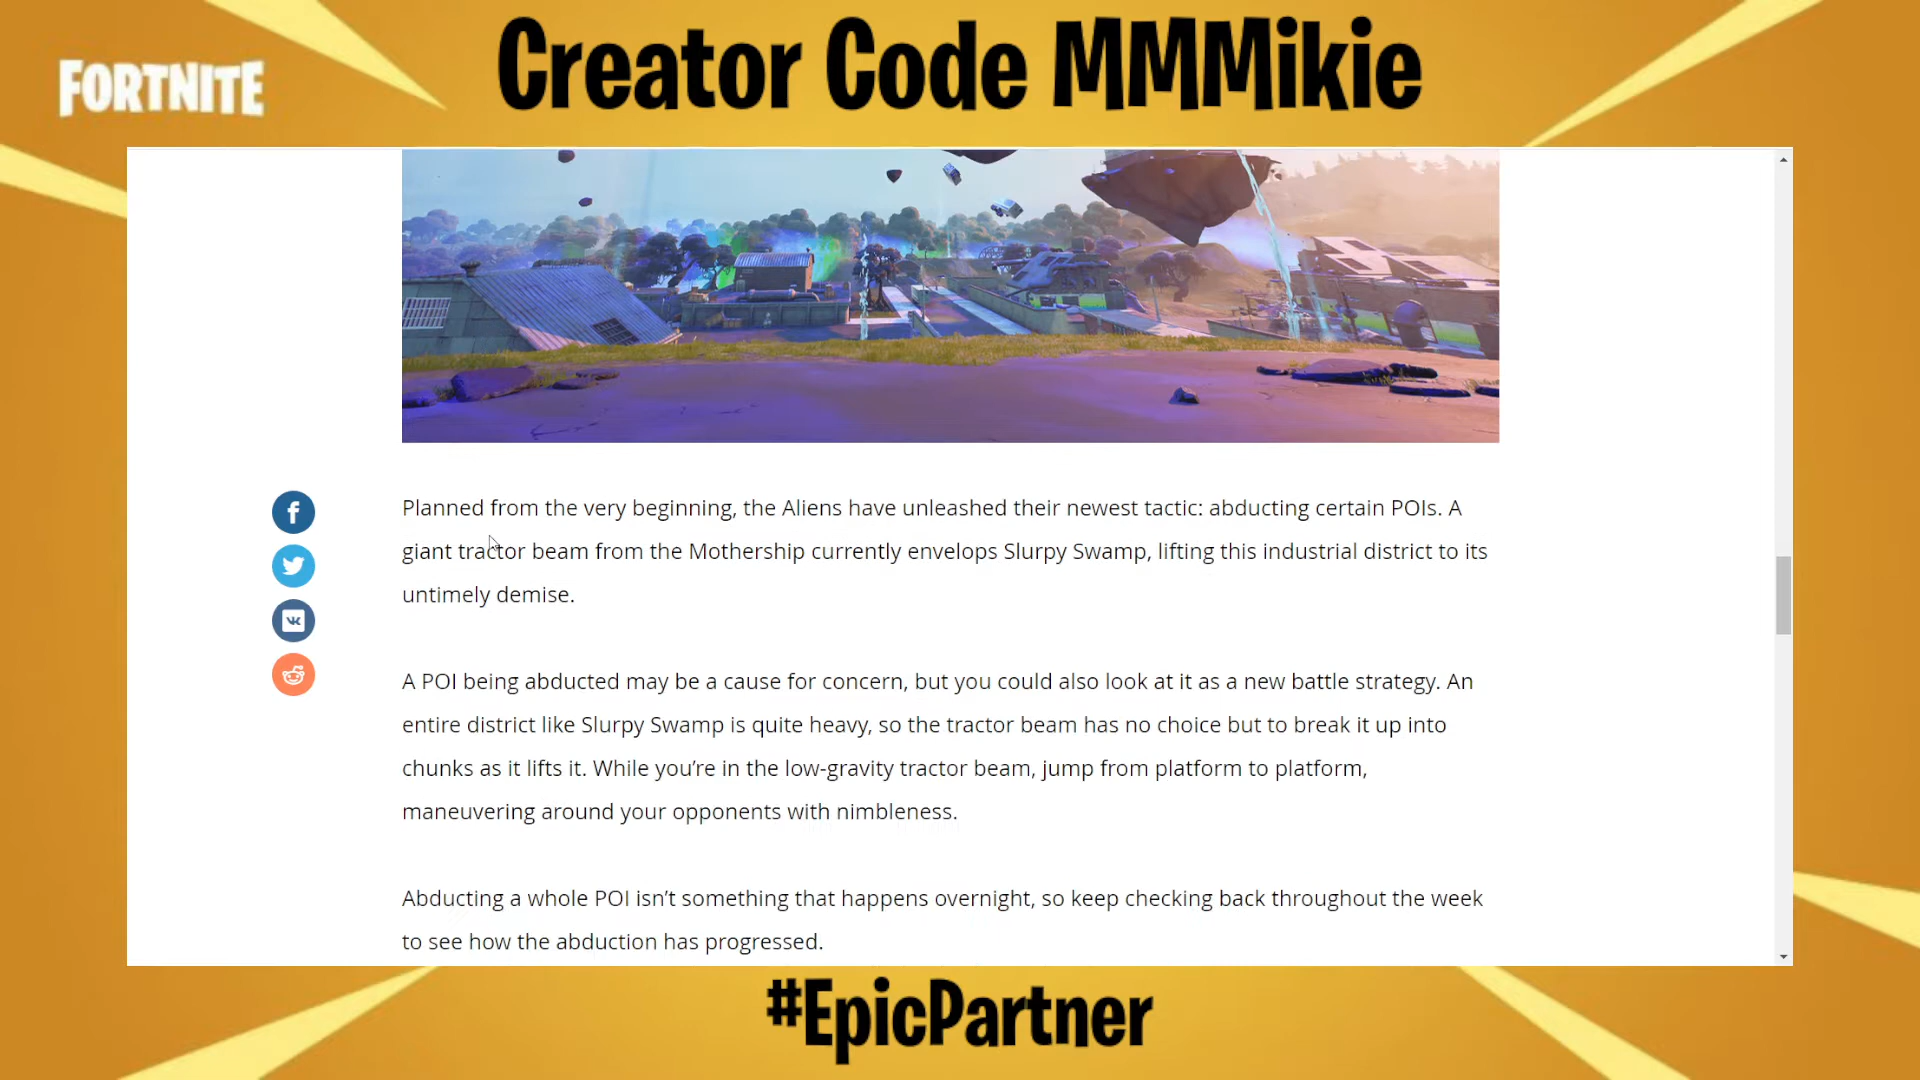 Creator Code MMMikie
FORTNITE
Planned from the very beginning, the Aliens have unleashed their newest tactic: abducting certain POIs. A
giant tractor beam from the Mothership currently envelops Slurpy Swamp, lifting this industrial district to its
untimely demise.
A POI being abducted may be a cause for concern, but you could also look at it as a new battle strategy. An
entire district like Slurpy Swamp is quite heavy, so the tractor beam has no choice but to break it up into
chunks as it lifts it. While you’re in the low-gravity tractor beam, jump from platform to platform,
maneuvering around your opponents with nimbleness.
Abducting a whole POI isn’t something that happens overnight, so keep checking back throughout the week
to see how the abduction has progressed.
#EpicPartner